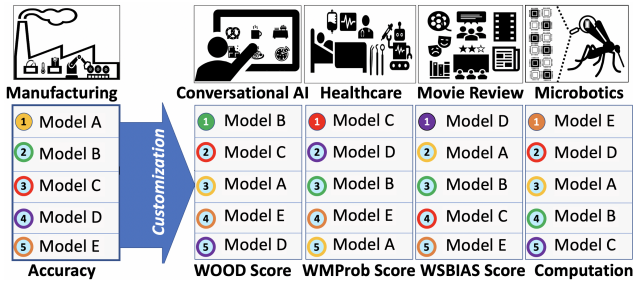 Manufacturing
Conversational AI
Healthcare
Movie Review
Microbotics
1 Model A
2 Model B
3 Model C
4 Model D
5 Model E
Accuracy
Customization
1 Model B
2 Model C
3 Model A
4 Model E
5 Model D
WOOD Score
1 Model C
2 Model D
3 Model B
4 Model E
5 Model A
WMProb Score
1 Model D
2 Model A
3 Model B
4 Model C
5 Model E
WSBIAS Score
1 Model E
2 Model D
3 Model A
4 Model B
5 Model C
Computation